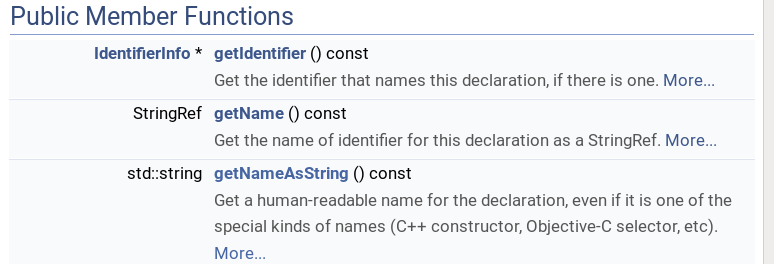 Public Member Functions
IdentifierInfo * getIdentifier () const
Get the identifier that names this declaration, if there is one. More...
StringRef getName () const
Get the name of identifier for this declaration as a StringRef. More...
std::string getNameAsString () const
Get a human-readable name for the declaration, even if it is one of the
special kinds of names (C++ constructor, Objective-C selector, etc).
More...